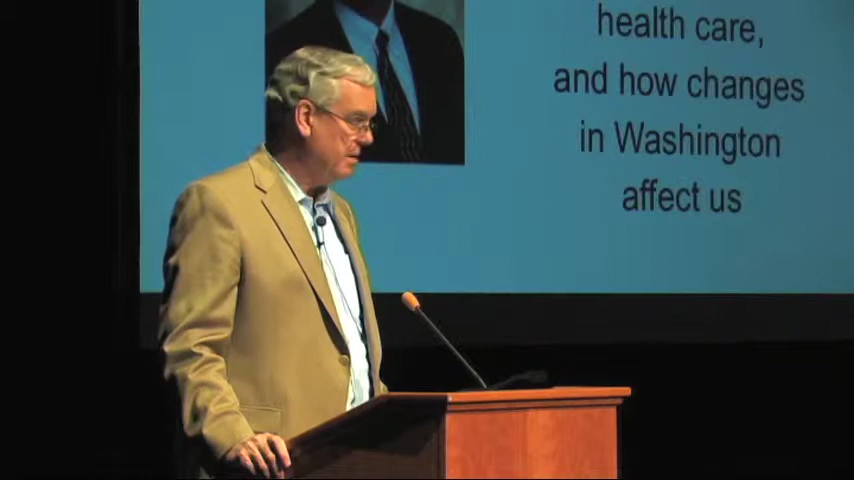 health care,
and how changes
in Washington
affect us